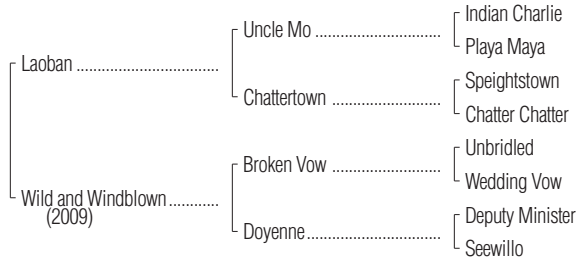 Indian Charlie
Uncle Mo ..................................
Playa Maya
Laoban ......................................
Speightstown
Chattertown .............................
Chatter Chatter
Unbridled
Broken Vow .............................
Wedding Vow
Wild and Windblown .............
(2009)
Deputy Minister
Doyenne....................................
Seewillo